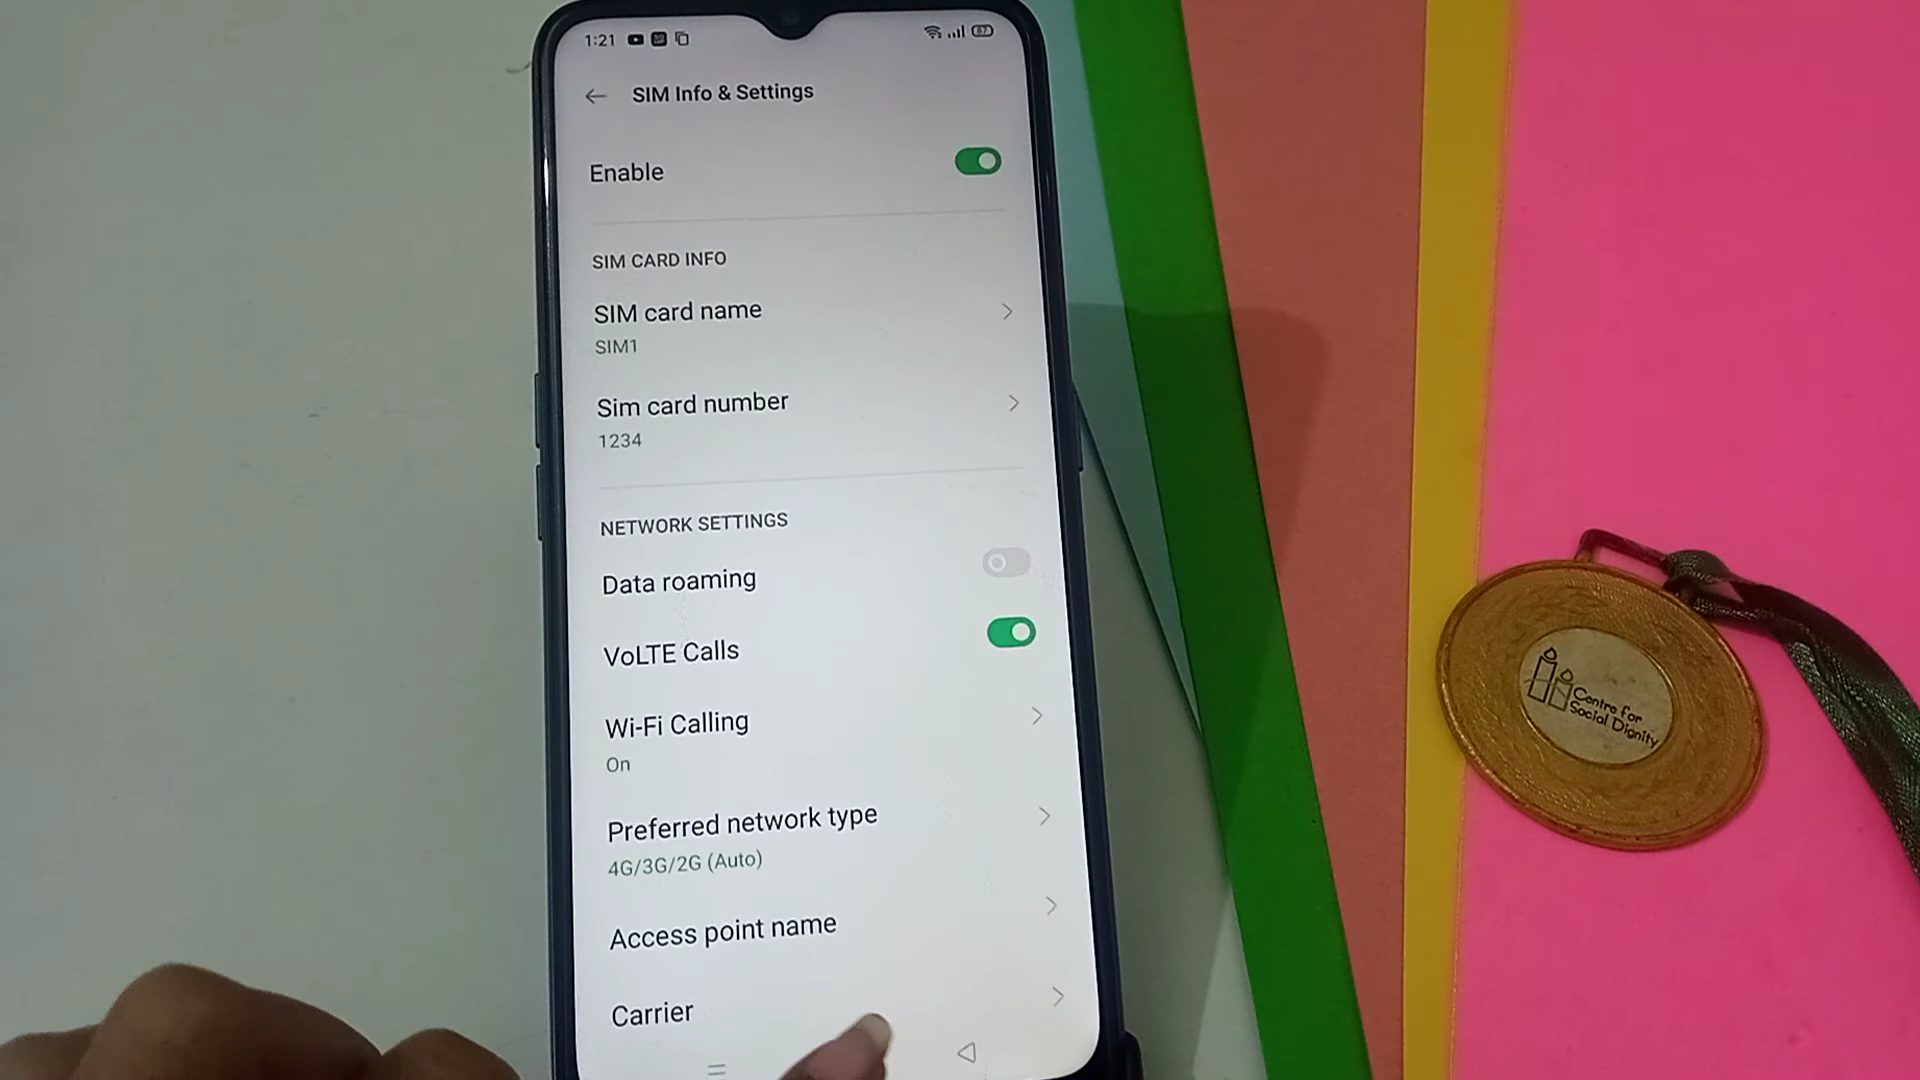 1:21
87
SIM Info & Settings
Enable
SIM CARD INFO
SIM card name
SIM1
Sim card number
1234
NETWORK SETTINGS
Data roaming
VoLTE Calls
Wi-Fi Calling
On
Preferred network type
4G/3G/2G (Auto)
Access point name
Carrier
Centre for
Social Dignity